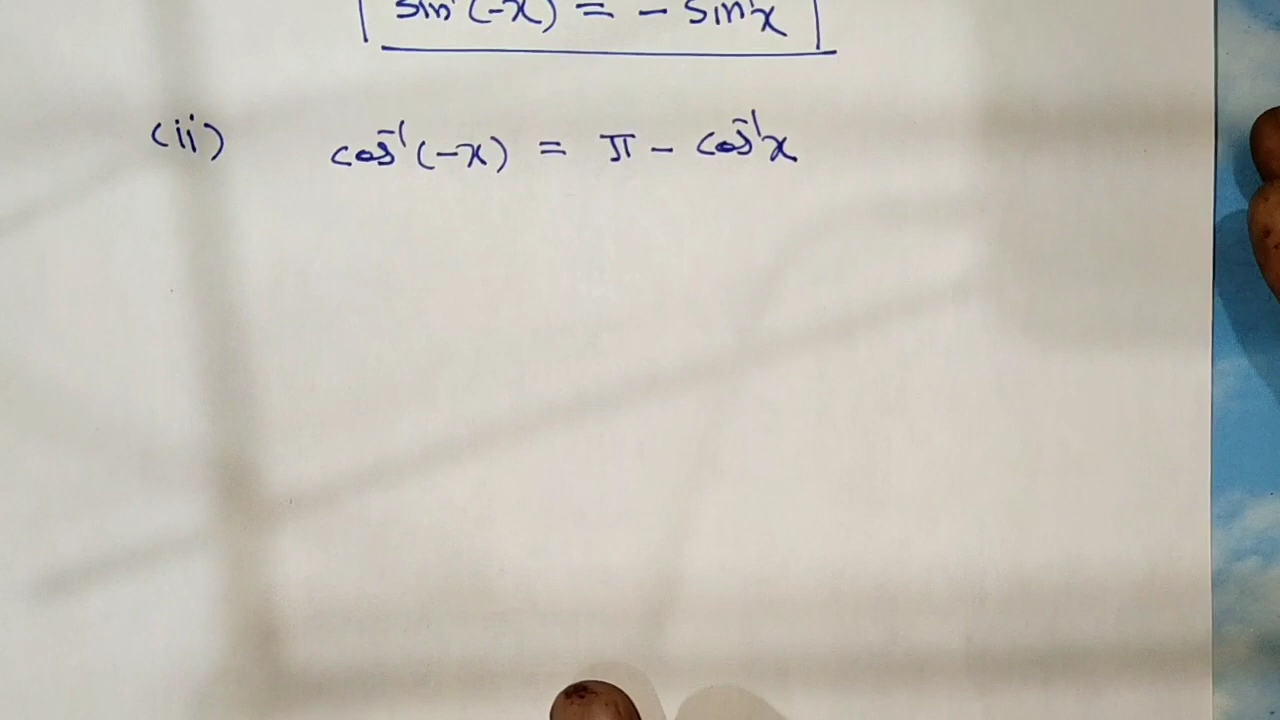 sin⁻¹(-x) = - sin⁻¹x
(ii) cos⁻¹(-x) = π - cos⁻¹x